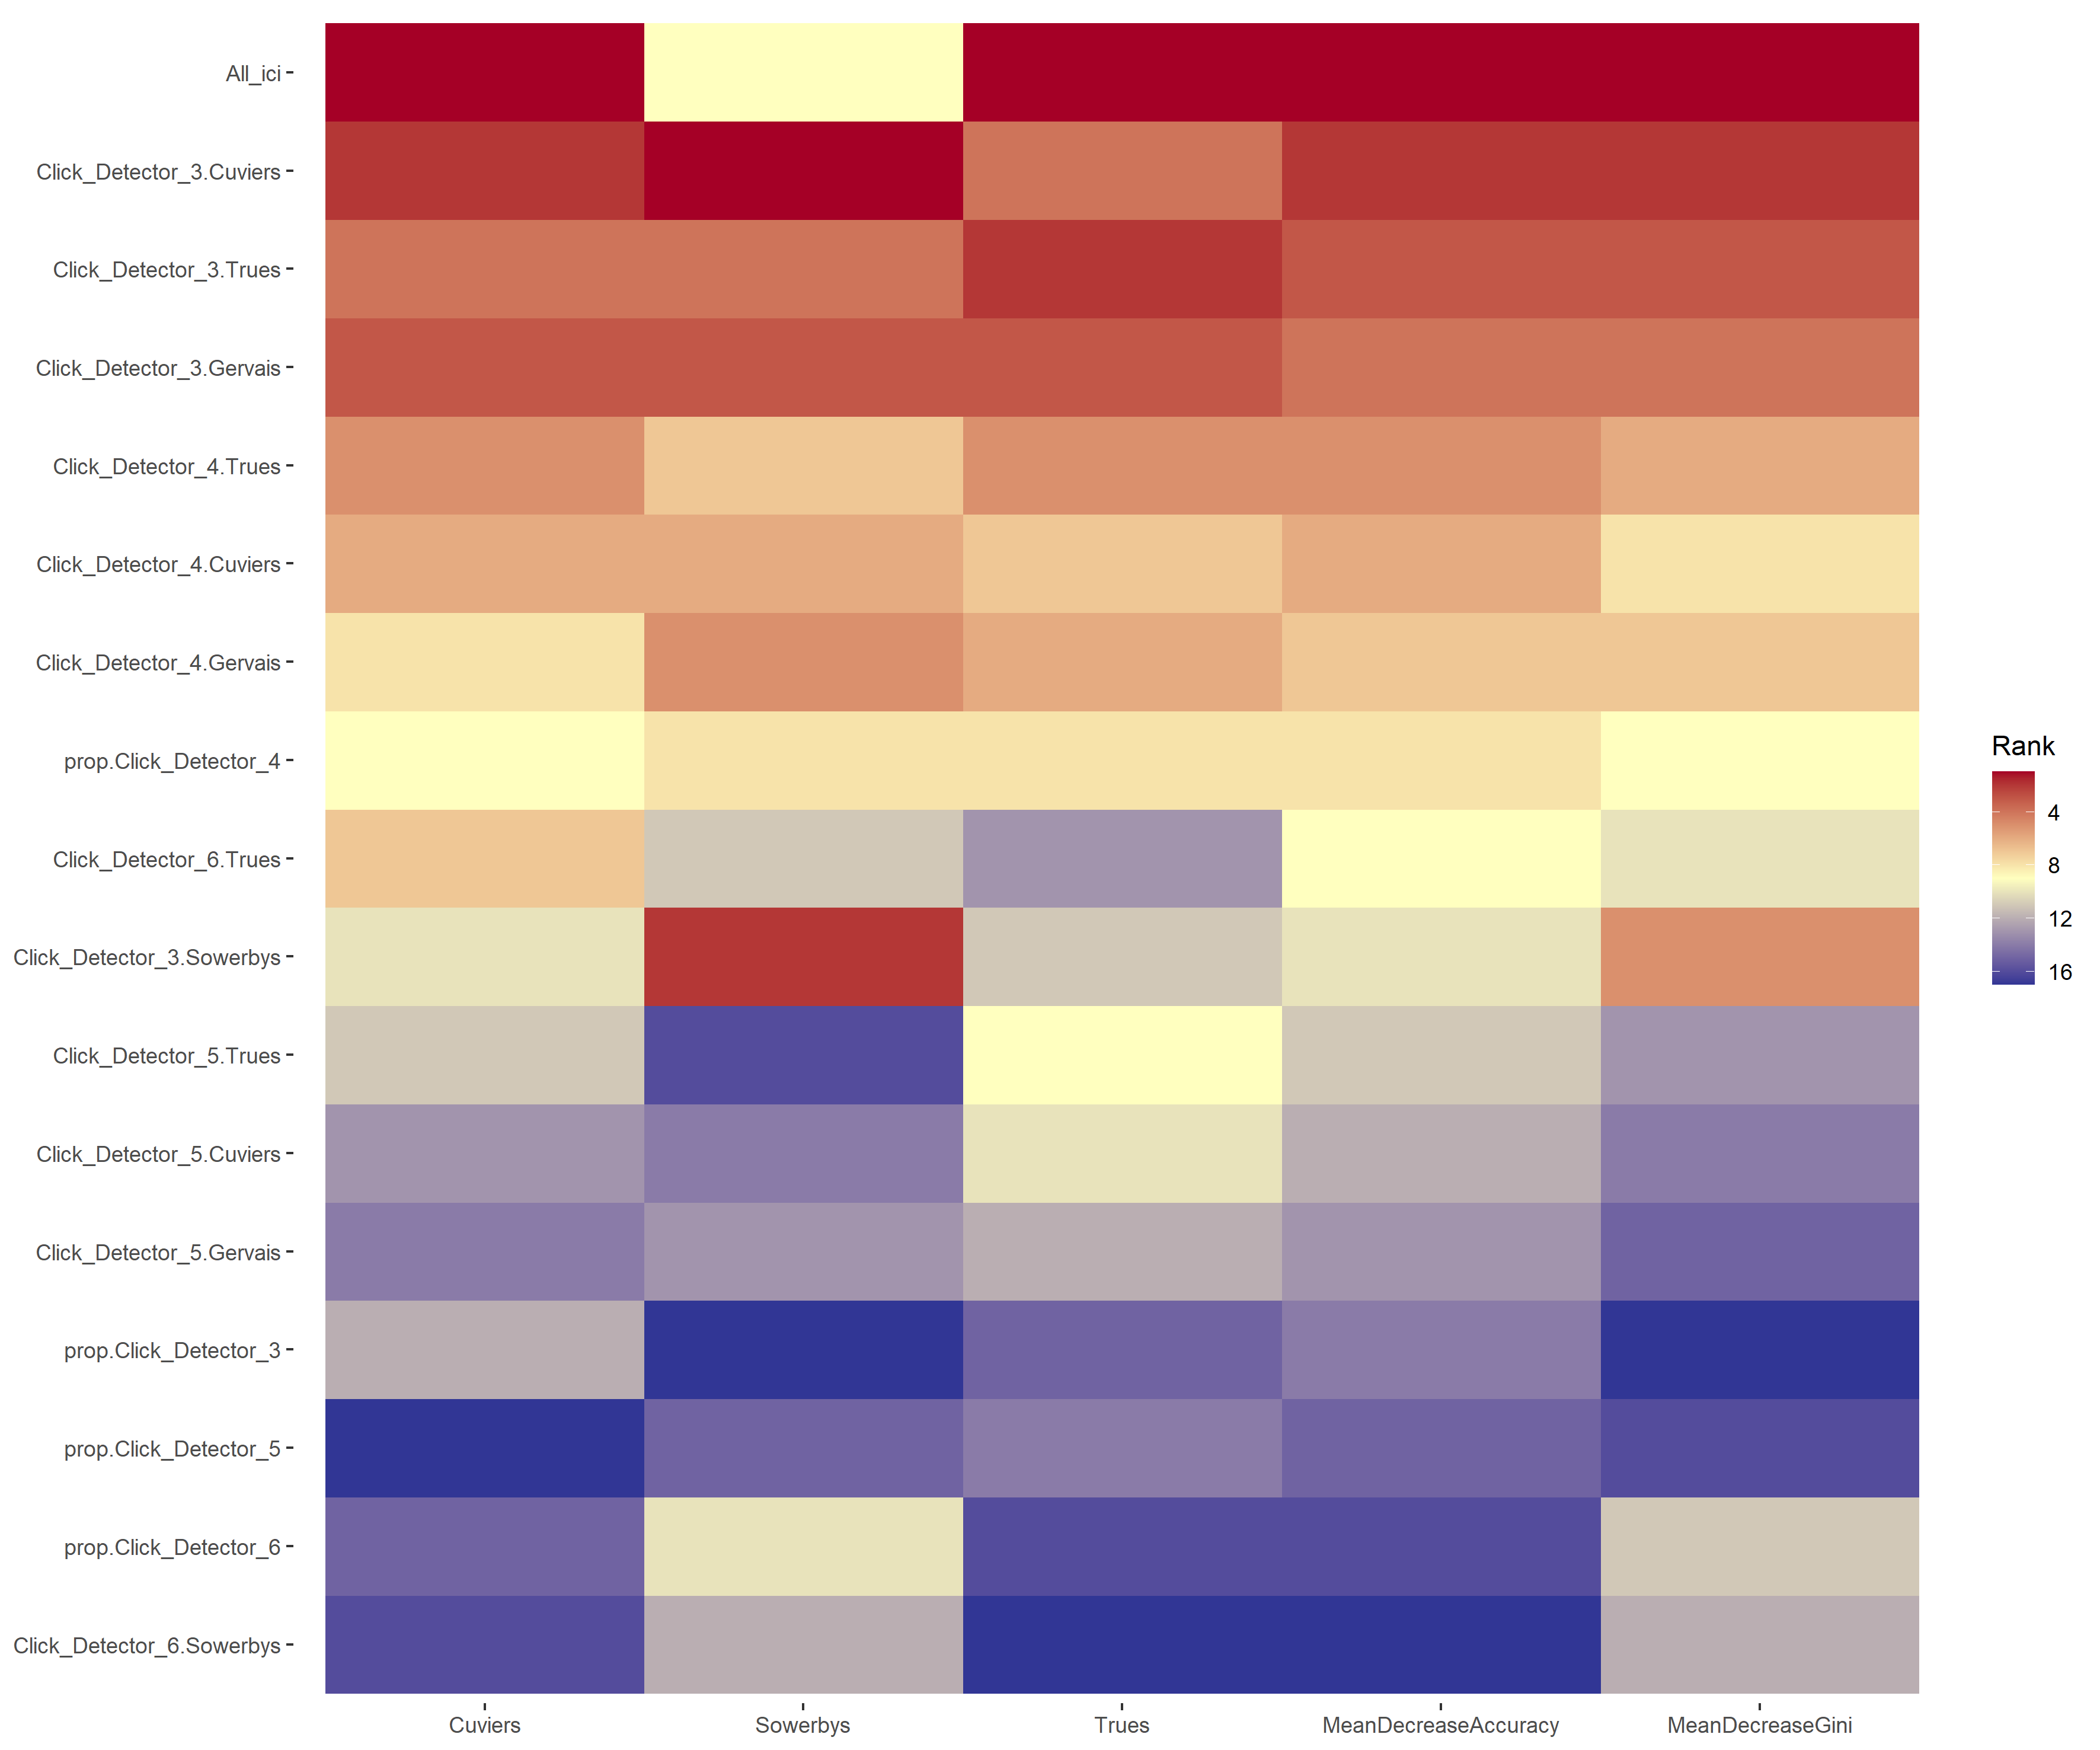 All_ici
Click_Detector_3.Cuviers
Click_Detector_3.Trues
Click_Detector_3.Gervais
Click_Detector_4.Trues
Click_Detector_4.Cuviers
Click_Detector_4.Gervais
prop.Click_Detector_4
Click_Detector_6.Trues
Click_Detector_3.Sowerbys
Click_Detector_5.Trues
Click_Detector_5.Cuviers
Click_Detector_5.Gervais
prop.Click_Detector_3
prop.Click_Detector_5
prop.Click_Detector_6
Click_Detector_6.Sowerbys
Cuviers Sowerbys Trues MeanDecreaseAccuracy MeanDecreaseGini
Rank
4
8
12
16